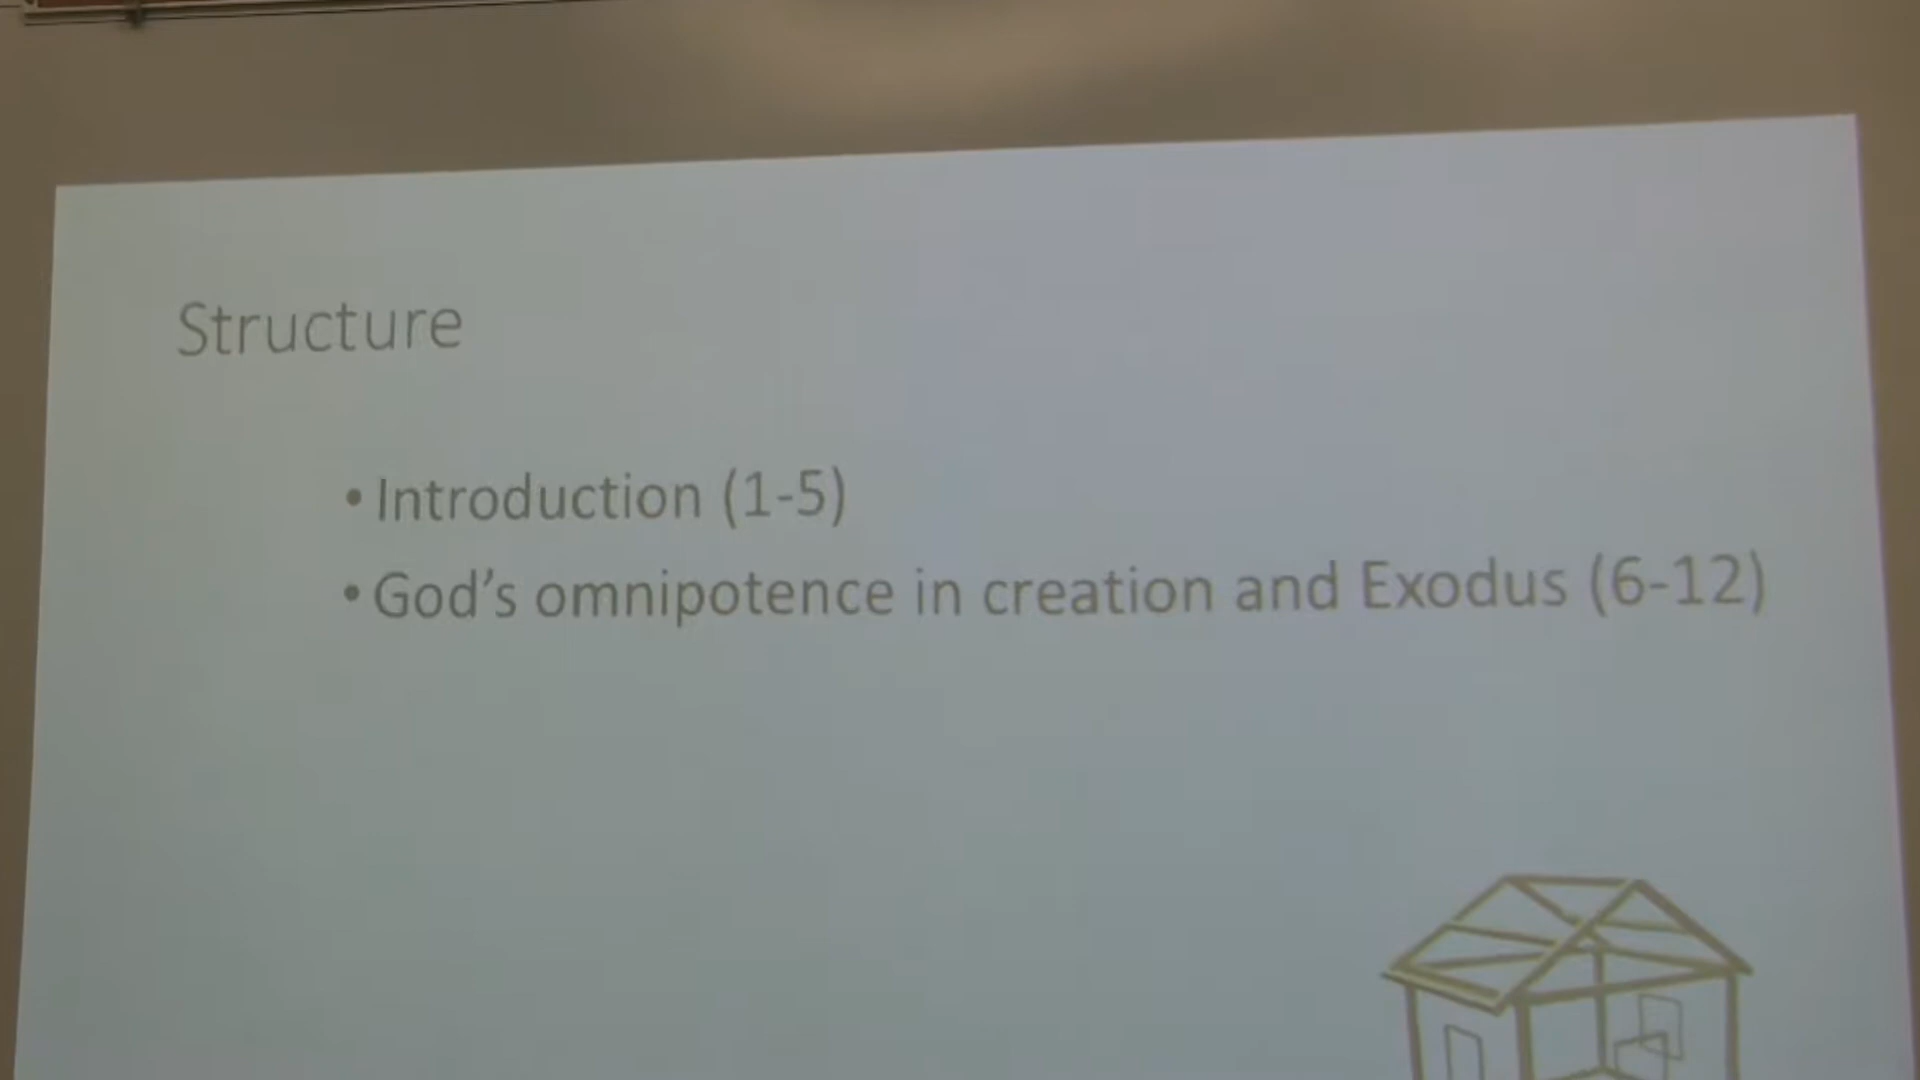 Structure
• Introduction (1-5)
• God's omnipotence in creation and Exodus (6-12)